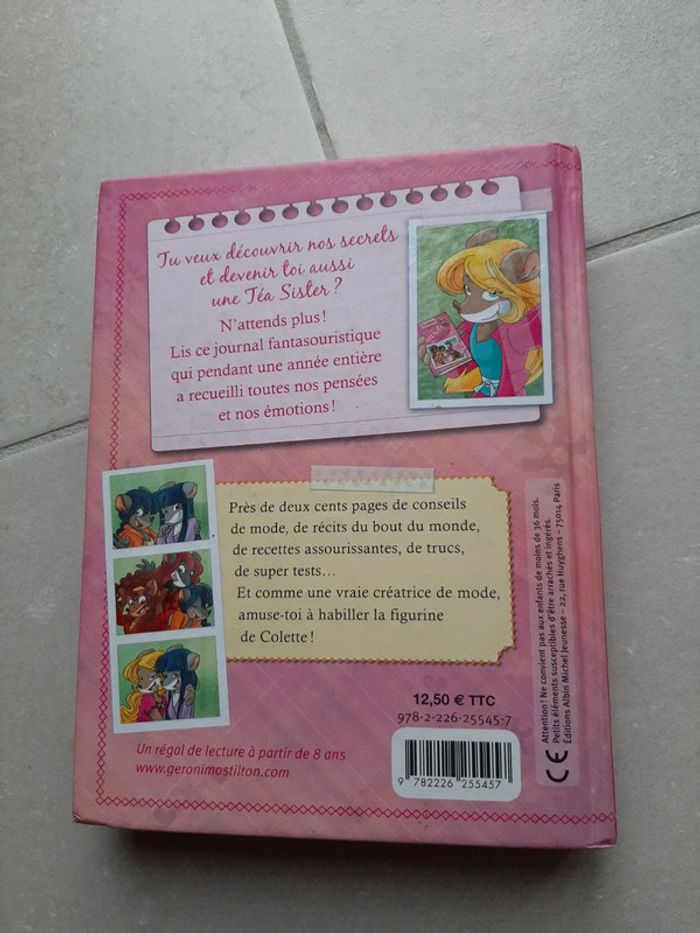 Tu veux découvrir nos secrets
et devenir toi aussi
une Téa Sister ?
N'attends plus !
Lis ce journal fantasouristique
qui pendant une année entière
a recueilli toutes nos pensées
et nos émotions !
Près de deux cents pages de conseils
de mode, de récits du bout du monde,
de recettes assourissantes, de trucs,
de super tests...
Et comme une vraie créatrice de mode,
amuse-toi à habiller la figurine
de Colette !
12,50 € TTC
978-2-226-25545-7
9 782226 255457
Un régal de lecture à partir de 8 ans
www.geronimostilton.com
Attention ! Ne convient pas aux enfants de moins de 36 mois.
Petits éléments susceptibles d'être arrachés et ingérés.
Éditions Albin Michel Jeunesse – 22, rue Huyghens – 75014 Paris
CE